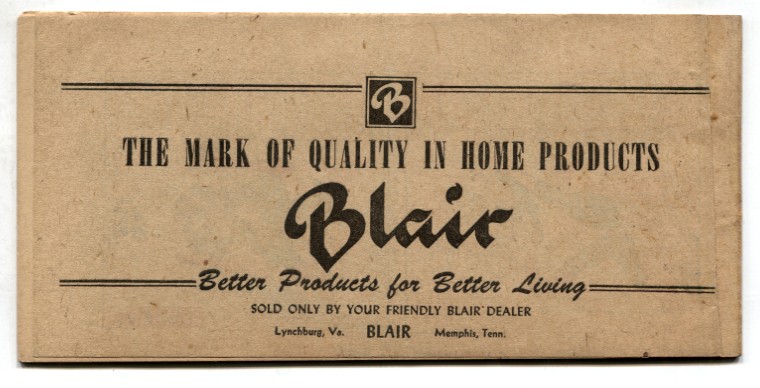 B
THE MARK OF QUALITY IN HOME PRODUCTS
Blair
Better Products for Better Living
SOLD ONLY BY YOUR FRIENDLY BLAIR DEALER
Lynchburg, Va. BLAIR Memphis, Tenn.